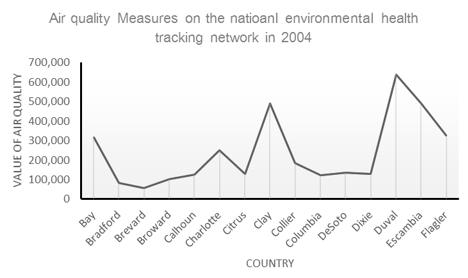 Air quality Measures on the natioanl environmental health
tracking network in 2004
700,000
600,000
500,000
400,000
300,000
200,000
100,000
0
VALUE OF AIR QUALITY
Bay
Bradford
Brevard
Broward
Calhoun
Charlotte
Citrus
Clay
Collier
Columbia
DeSoto
Dixie
Duval
Escambia
Flagler
COUNTRY